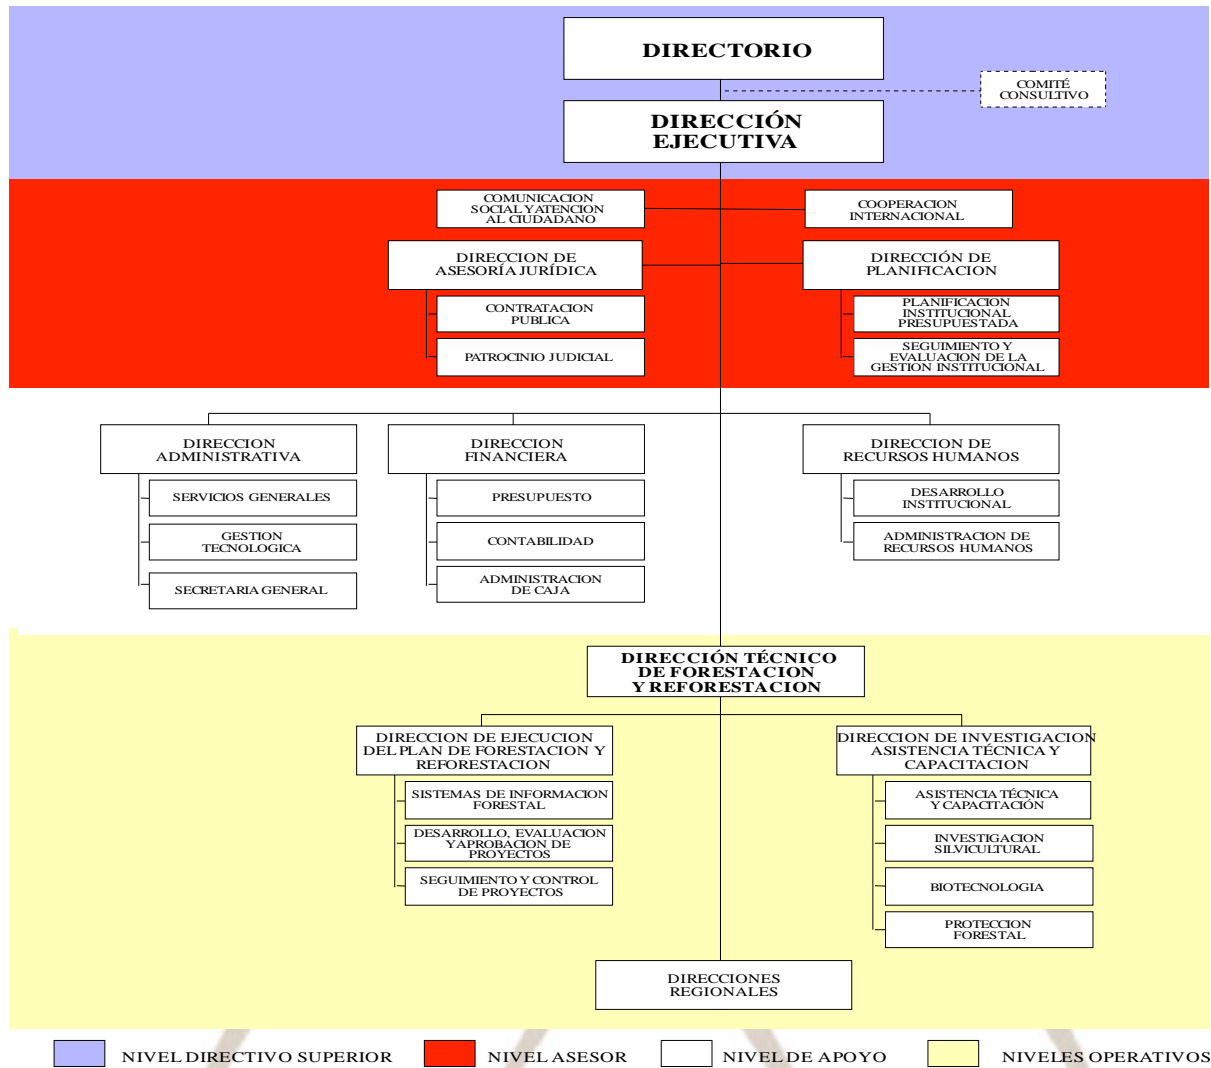 DIRECTORIO
COMITÉ
CONSULTIVO
DIRECCIÓN
EJECUTIVA
COMUNICACION
SOCIAL Y ATENCION
AL CIUDADANO
COOPERACION
INTERNACIONAL
DIRECCION DE
ASESORÍA JURÍDICA
DIRECCIÓN DE
PLANIFICACION
CONTRATACION
PUBLICA
PLANIFICACION
INSTITUCIONAL
PRESUPUESTADA
PATROCINIO JUDICIAL
SEGUIMIENTO Y
EVALUACION DE LA
GESTION INSTITUCIONAL
DIRECCION
ADMINISTRATIVA
DIRECCION
FINANCIERA
DIRECCION DE
RECURSOS HUMANOS
SERVICIOS GENERALES
PRESUPUESTO
DESARROLLO
INSTITUCIONAL
GESTION
TECNOLOGICA
CONTABILIDAD
ADMINISTRACION DE
RECURSOS HUMANOS
SECRETARIA GENERAL
ADMINISTRACION
DE CAJA
DIRECCIÓN TÉCNICO
DE FORESTACION
Y REFORESTACION
DIRECCION DE EJECUCION
DEL PLAN DE FORESTACION Y
REFORESTACION
DIRECCION DE INVESTIGACION
ASISTENCIA TÉCNICA Y
CAPACITACION
SISTEMAS DE INFORMACION
FORESTAL
ASISTENCIA TÉCNICA
Y CAPACITACIÓN
DESARROLLO, EVALUACION
Y APROBACION DE
PROYECTOS
INVESTIGACION
SILVICULTURAL
SEGUIMIENTO Y CONTROL
DE PROYECTOS
BIOTECNOLOGIA
PROTECCION
FORESTAL
DIRECCIONES
REGIONALES
NIVEL DIRECTIVO SUPERIOR
NIVEL ASESOR
NIVEL DE APOYO
NIVELES OPERATIVOS